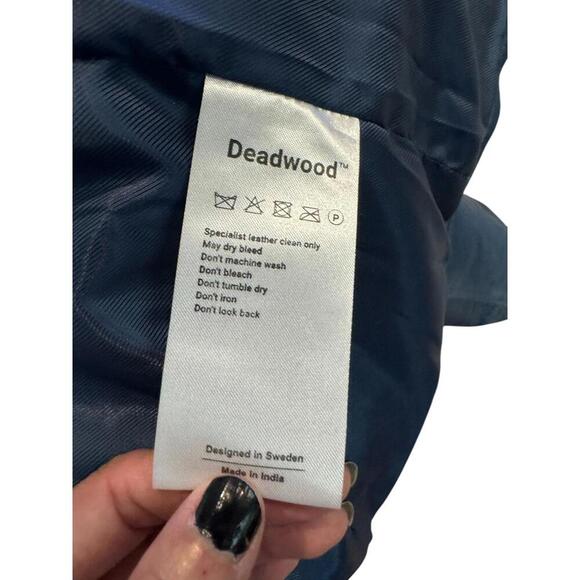 Deadwood™
P
Specialist leather clean only
May dry bleed
Don't machine wash
Don't bleach
Don't tumble dry
Don't iron
Don't look back
Designed in Sweden
Made in India